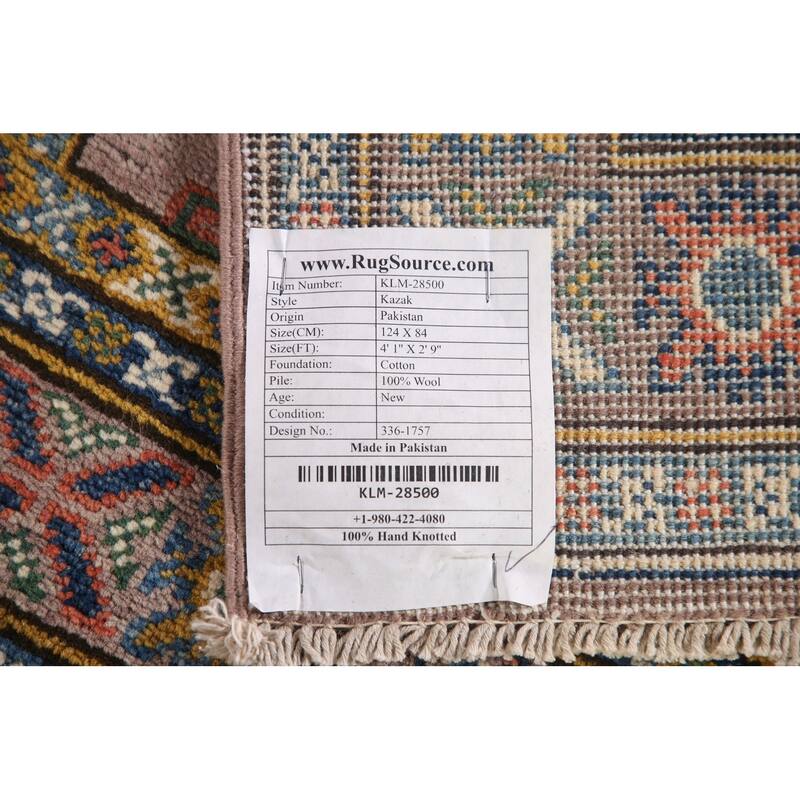 www.RugSource.com
Item Number: KLM-28500
Style Kazak
Origin Pakistan
Size(CM): 124 X 84
Size(FT): 4' 1" X 2' 9"
Foundation: Cotton
Pile: 100% Wool
Age: New
Condition:
Design No.: 336-1757
Made in Pakistan
KLM-28500
+1-980-422-4080
100% Hand Knotted